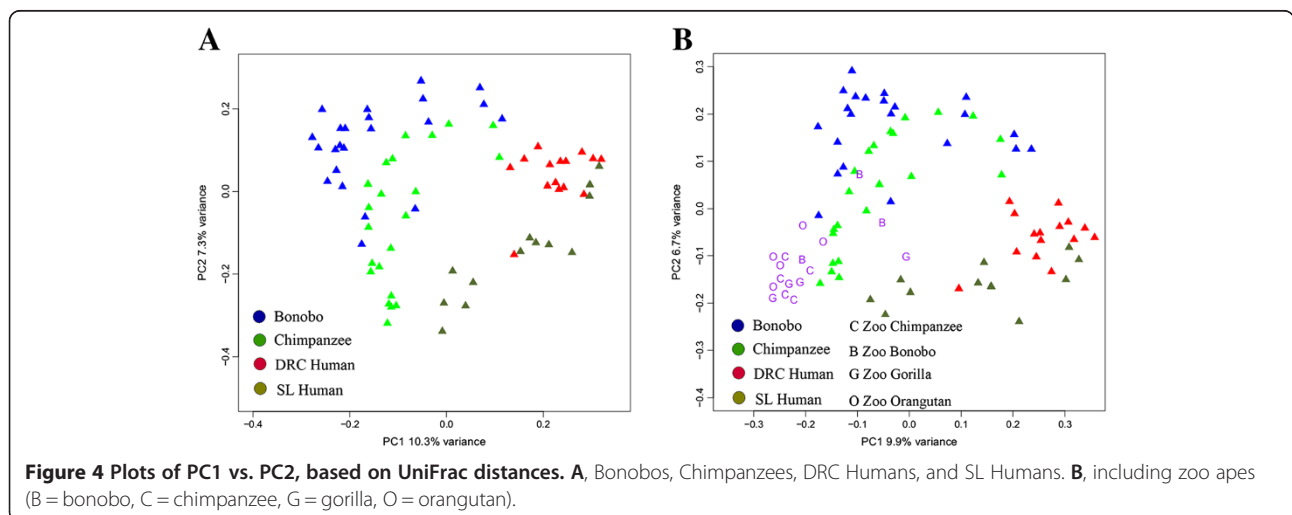 A
B
0.2
0.0
−0.2
−0.4
−0.4
−0.2
0.0
0.2
PC2 7.3% variance
PC1 10.3% variance
Bonobo
Chimpanzee
DRC Human
SL Human
0.3
0.2
0.1
0.0
−0.1
−0.2
−0.3
−0.4
−0.3
−0.2
−0.1
0.0
0.1
0.2
0.3
PC2 6.7% variance
PC1 9.9% variance
B
B
O
O
G
O C B
O C
C G G
O
G C C
Bonobo C Zoo Chimpanzee
Chimpanzee B Zoo Bonobo
DRC Human G Zoo Gorilla
SL Human O Zoo Orangutan
Figure 4 Plots of PC1 vs. PC2, based on UniFrac distances. A, Bonobos, Chimpanzees, DRC Humans, and SL Humans. B, including zoo apes
(B = bonobo, C = chimpanzee, G = gorilla, O = orangutan).